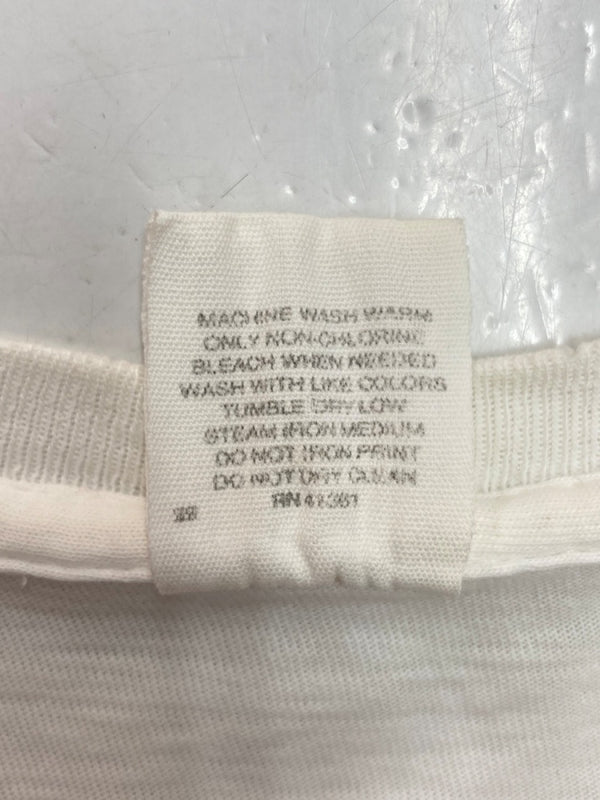 MACHINE WASH WARM
ONLY NON-CHLORINE
BLEACH WHEN NEEDED
WASH WITH LIKE COLORS
TUMBLE DRY LOW
STEAM IRON MEDIUM
DO NOT IRON PRINT
DO NOT DRY CLEAN
RN 41381